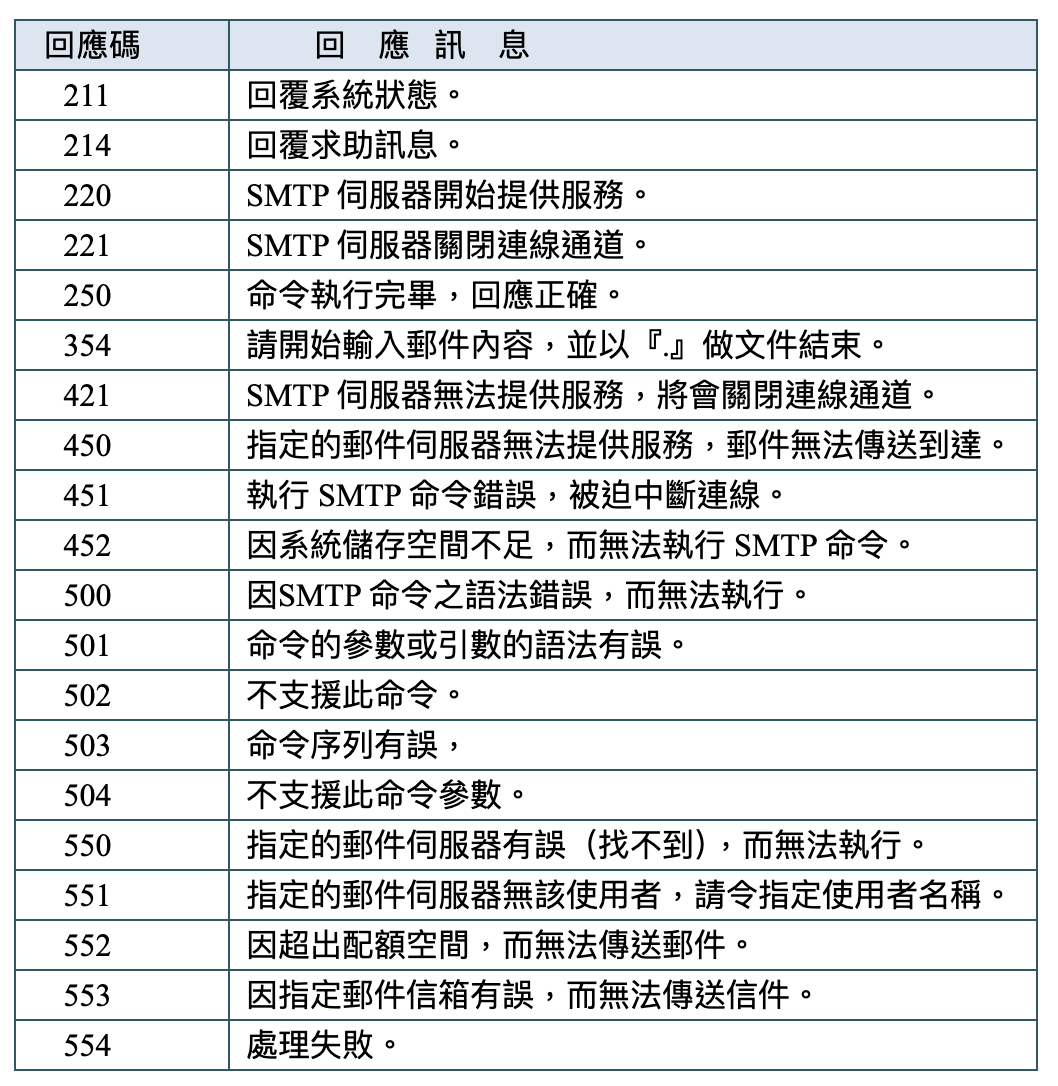 回應碼 回 應 訊 息
211 回覆系統狀態。
214 回覆求助訊息。
220 SMTP 伺服器開始提供服務。
221 SMTP 伺服器關閉連線通道。
250 命令執行完畢，回應正確。
354 請開始輸入郵件內容，並以『.』做文件結束。
421 SMTP 伺服器無法提供服務，將會關閉連線通道。
450 指定的郵件伺服器無法提供服務，郵件無法傳送到達。
451 執行 SMTP 命令錯誤，被迫中斷連線。
452 因系統儲存空間不足，而無法執行 SMTP 命令。
500 因SMTP 命令之語法錯誤，而無法執行。
501 命令的參數或引數的語法有誤。
502 不支援此命令。
503 命令序列有誤，
504 不支援此命令參數。
550 指定的郵件伺服器有誤（找不到），而無法執行。
551 指定的郵件伺服器無該使用者，請令指定使用者名稱。
552 因超出配額空間，而無法傳送郵件。
553 因指定郵件信箱有誤，而無法傳送信件。
554 處理失敗。